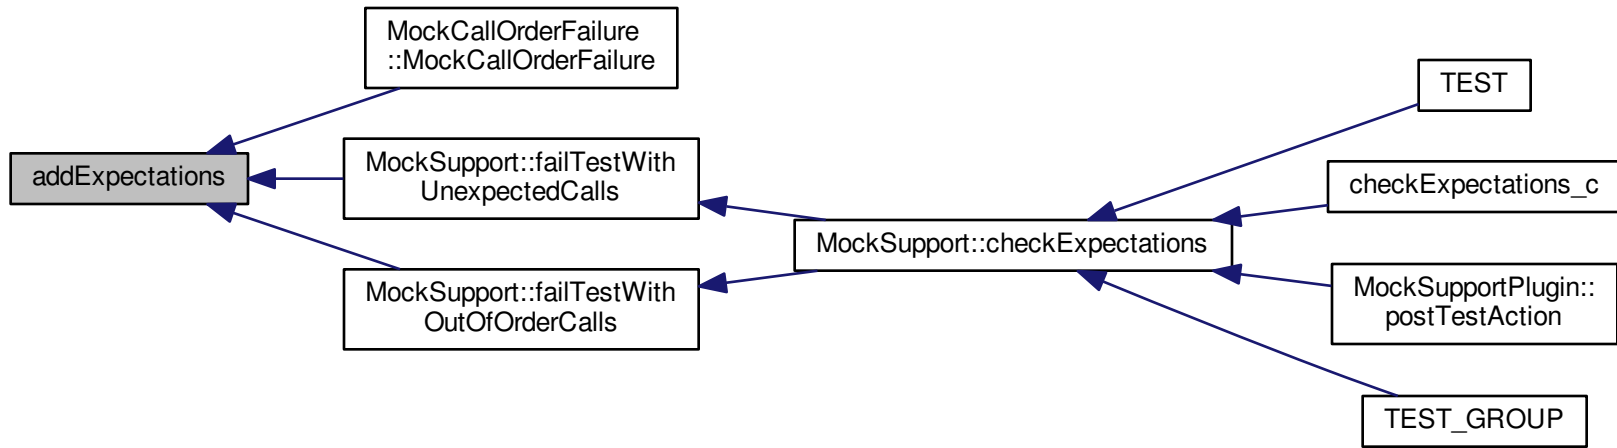 addExpectations
MockCallOrderFailure
::MockCallOrderFailure
MockSupport::failTestWith
UnexpectedCalls
MockSupport::failTestWith
OutOfOrderCalls
MockSupport::checkExpectations
TEST
checkExpectations_c
MockSupportPlugin::
postTestAction
TEST_GROUP